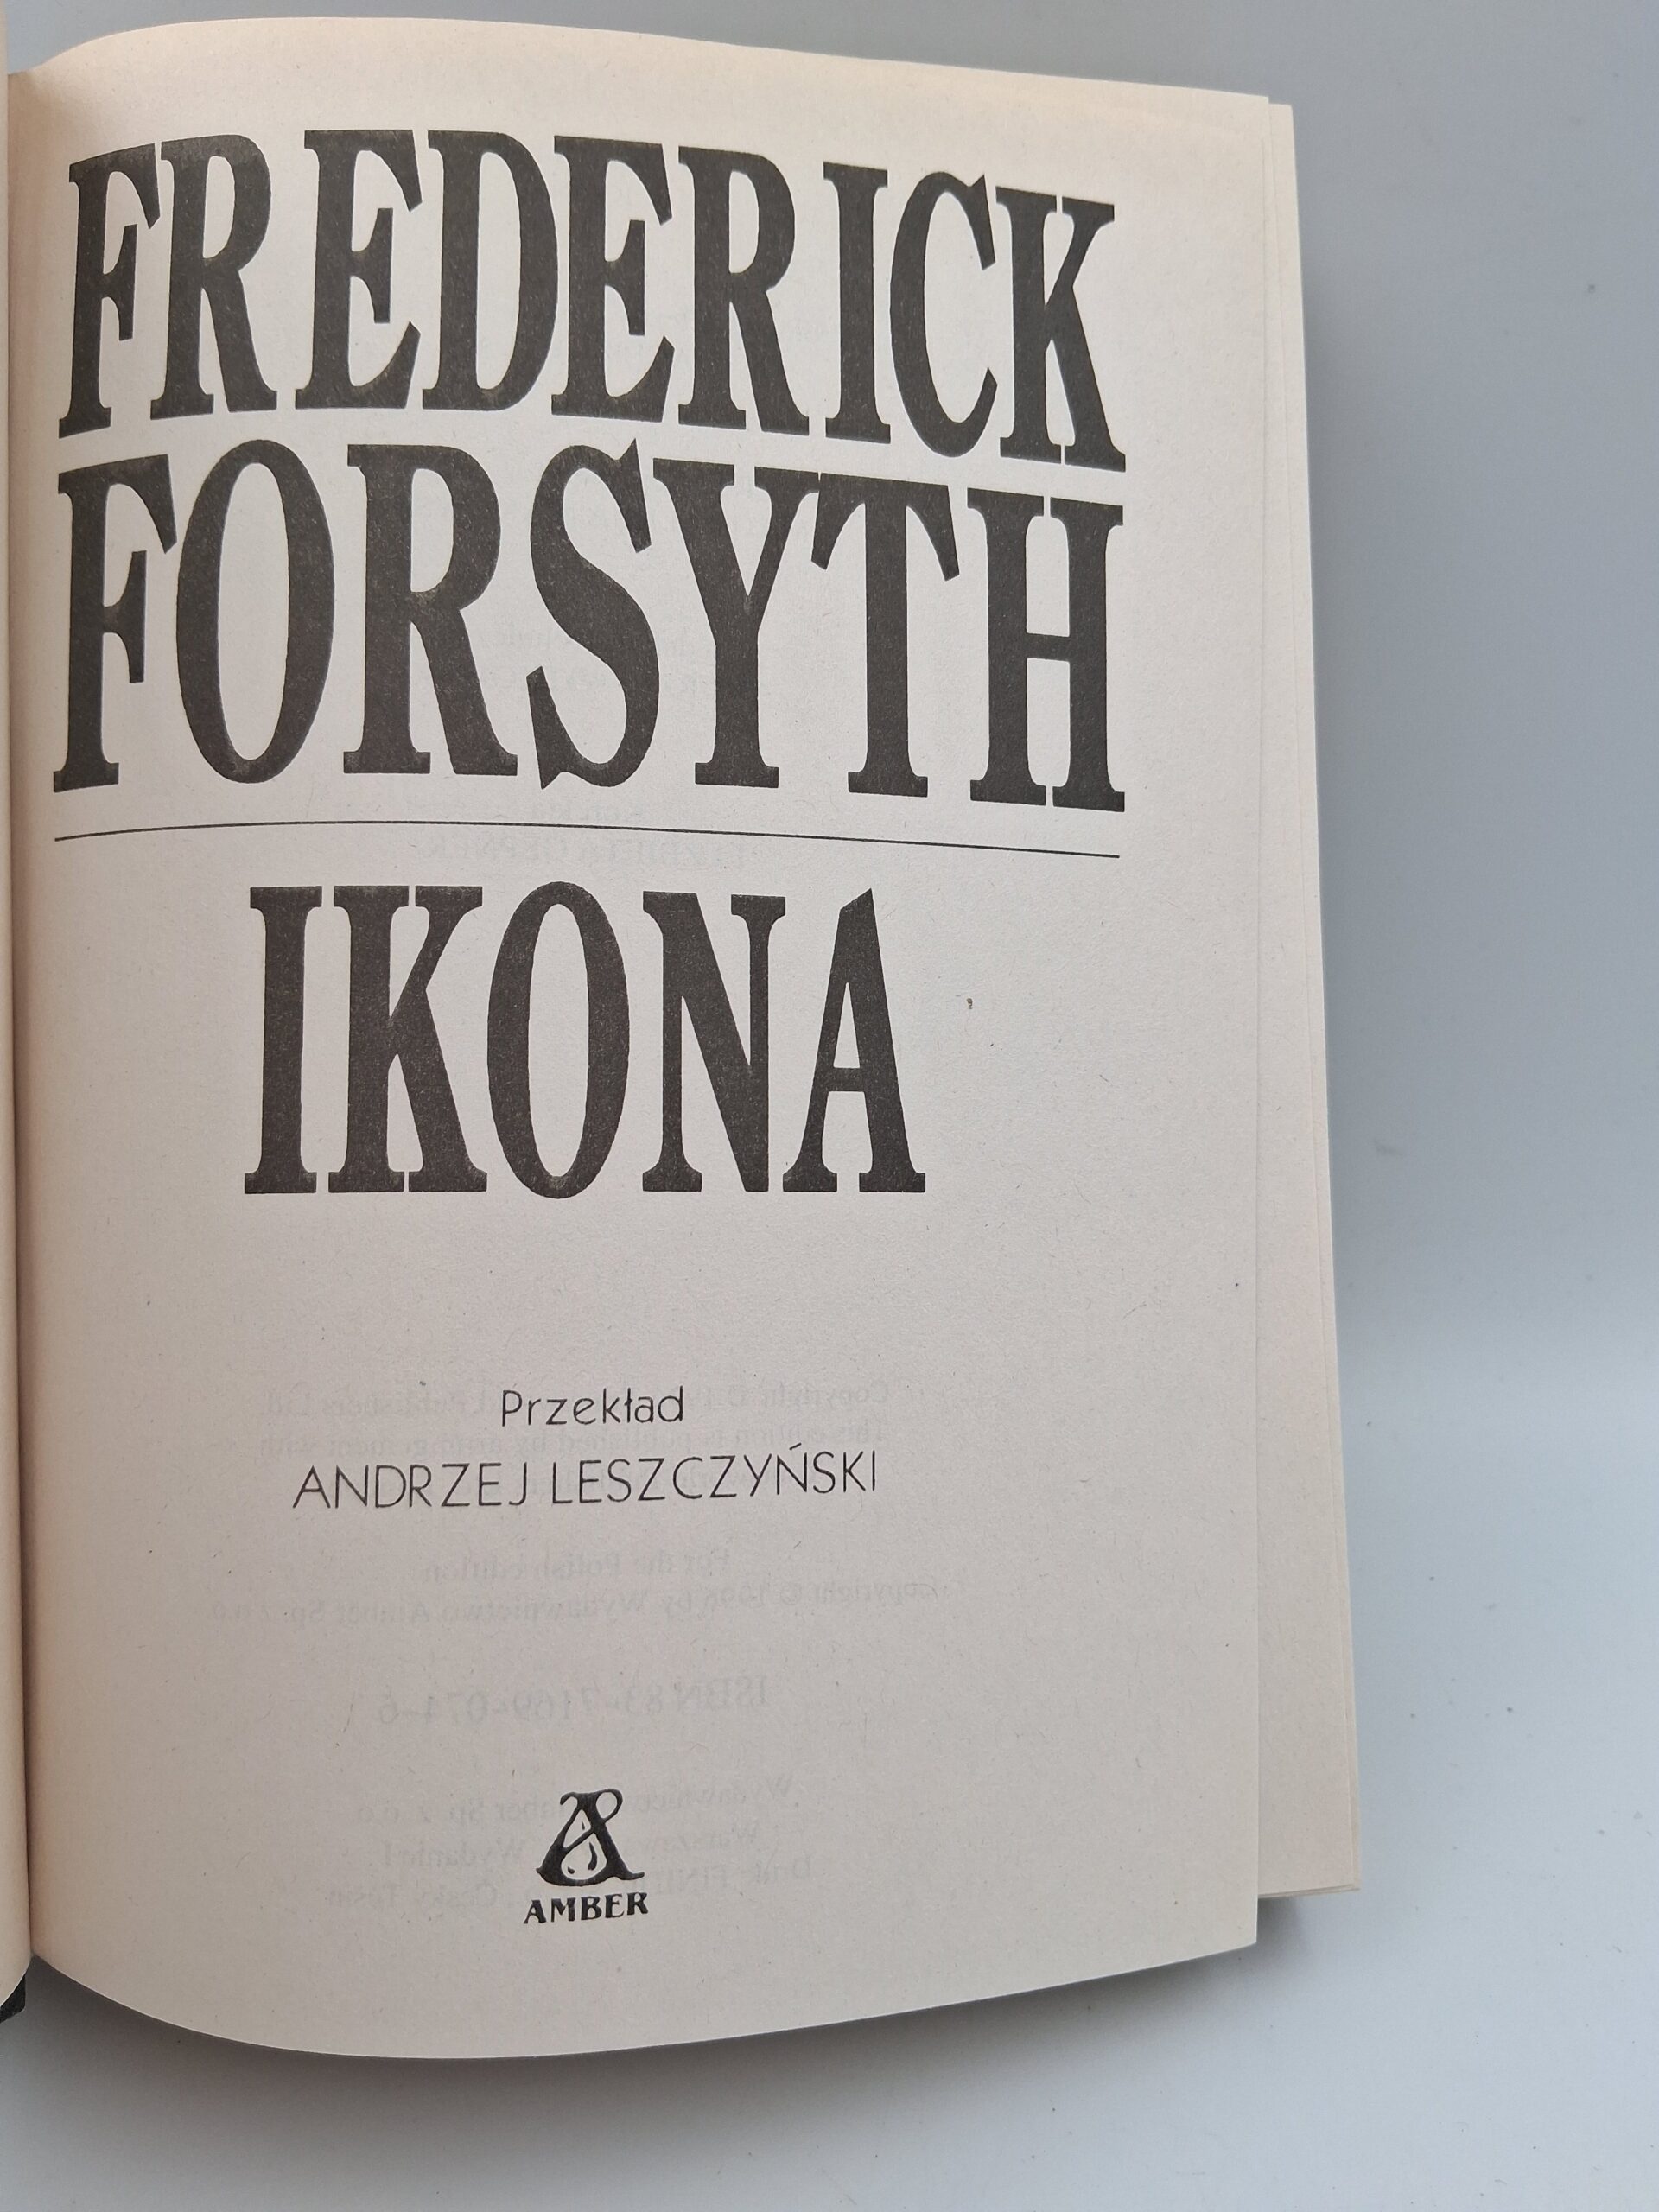 FREDERICK
FORSYTH
IKONA
Przekład
ANDRZEJ LESZCZYŃSKI
AMBER